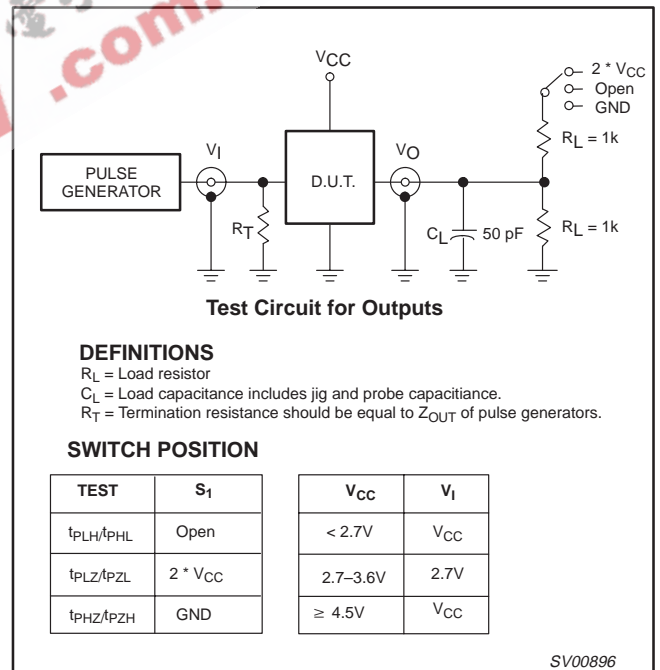 .com
VCC
2 * VCC
Open
GND
RL = 1k
VI
VO
PULSE
GENERATOR
D.U.T.
RT
CL
50 pF
RL = 1k
Test Circuit for Outputs
DEFINITIONS
RL = Load resistor
CL = Load capacitance includes jig and probe capacitiance.
RT = Termination resistance should be equal to ZOUT of pulse generators.
SWITCH POSITION
TEST S1
tPLH/tPHL Open
tPLZ/tPZL 2 * VCC
tPHZ/tPZH GND
VCC VI
< 2.7V VCC
2.7–3.6V 2.7V
≥ 4.5V VCC
SV00896